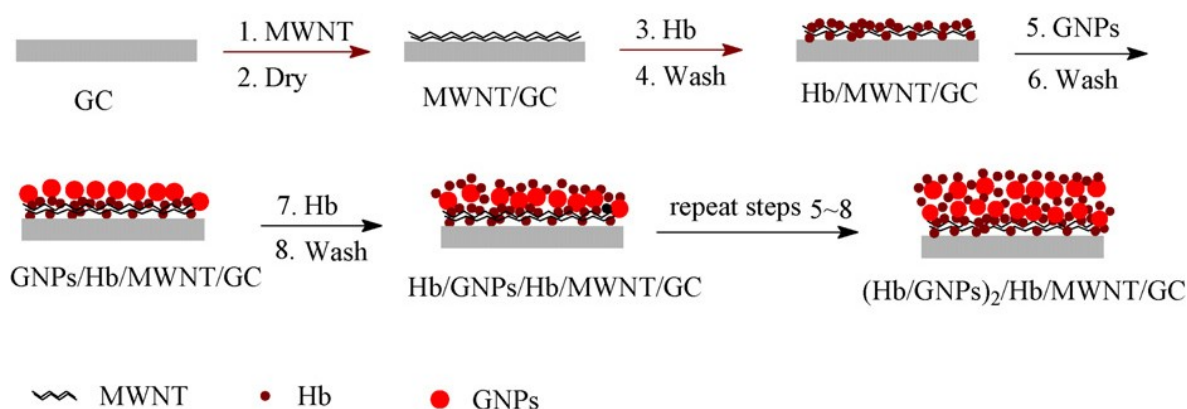 1. MWNT
2. Dry
3. Hb
4. Wash
5. GNPs
6. Wash
GC
MWNT/GC
Hb/MWNT/GC
7. Hb
8. Wash
repeat steps 5~8
GNPs/Hb/MWNT/GC
Hb/GNPs/Hb/MWNT/GC
(Hb/GNPs)₂/Hb/MWNT/GC
MWNT
Hb
GNPs